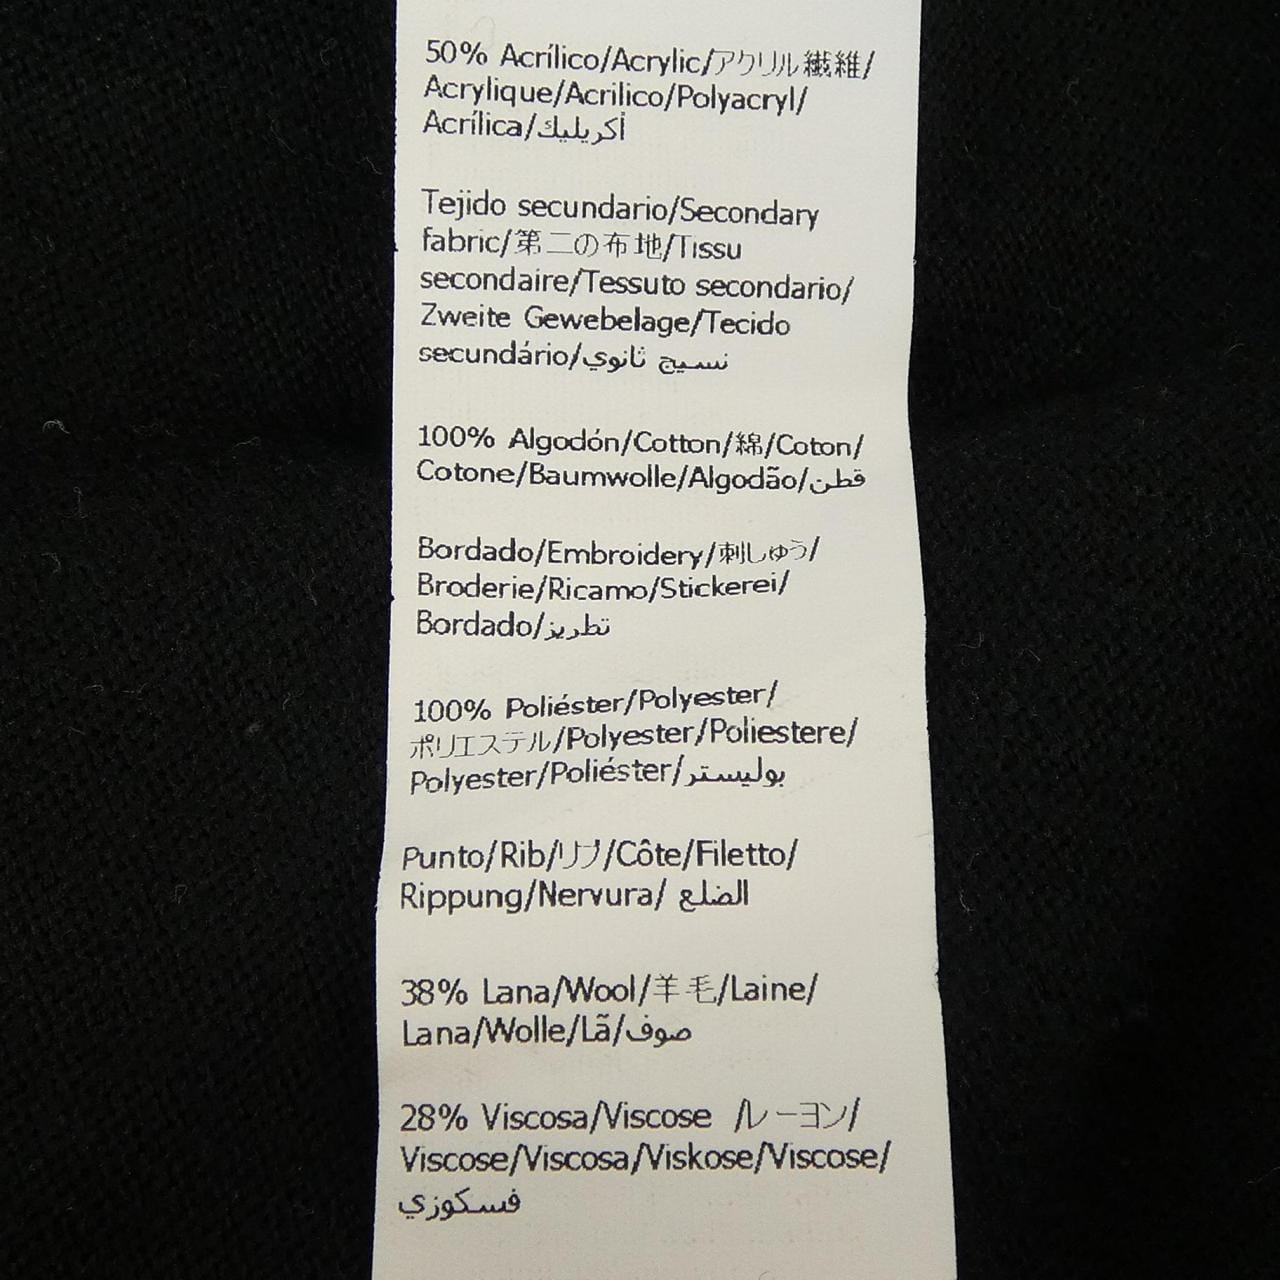 50% Acrílico/Acrylic/アクリル繊維/
Acrylique/Acrilico/Polyacryl/
Acrílica/أكريليك
Tejido secundario/Secondary
fabric/第二の布地/Tissu
secondaire/Tessuto secondario/
Zweite Gewebelage/Tecido
secundário/نسيج ثانوي
100% Algodón/Cotton/綿/Coton/
Cotone/Baumwolle/Algodão/قطن
Bordado/Embroidery/刺しゅう/
Broderie/Ricamo/Stickerei/
Bordado/تطريز
100% Poliéster/Polyester/
ポリエステル/Polyester/Poliestere/
Polyester/Poliéster/بوليستر
Punto/Rib/リブ/Côte/Filetto/
Rippung/Nervura/ الضلع
38% Lana/Wool/羊毛/Laine/
Lana/Wolle/Lã/صوف
28% Viscosa/Viscose /レーヨン/
Viscose/Viscosa/Viskose/Viscose/
فسكوزي